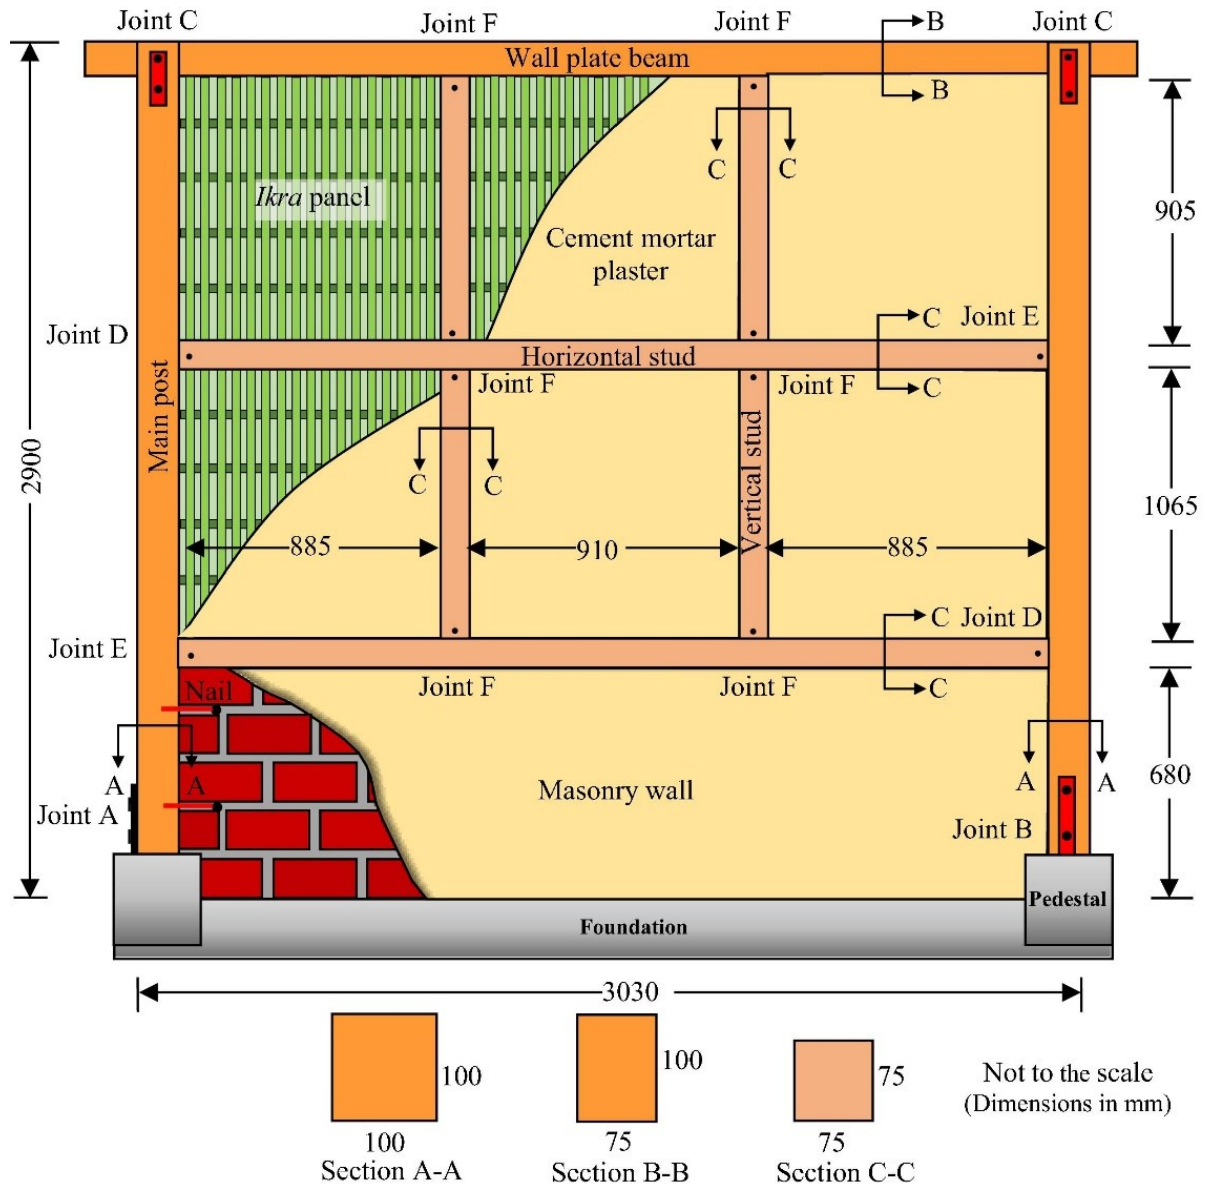 Joint C
Joint F
Joint F
B
Joint C
Wall plate beam
B
C
C
Ikra panel
905
Cement mortar
plaster
Joint D
C
Joint E
Horizontal stud
Joint F
Joint F
C
Main post
Vertical stud
2900
C
C
1065
885
910
885
C
Joint D
Joint E
Joint F
Joint F
C
Nail
A
A
Joint A
Masonry wall
A
A
680
Joint B
Pedestal
Foundation
3030
100
100
Section A-A
100
75
Section B-B
75
75
Section C-C
Not to the scale
(Dimensions in mm)